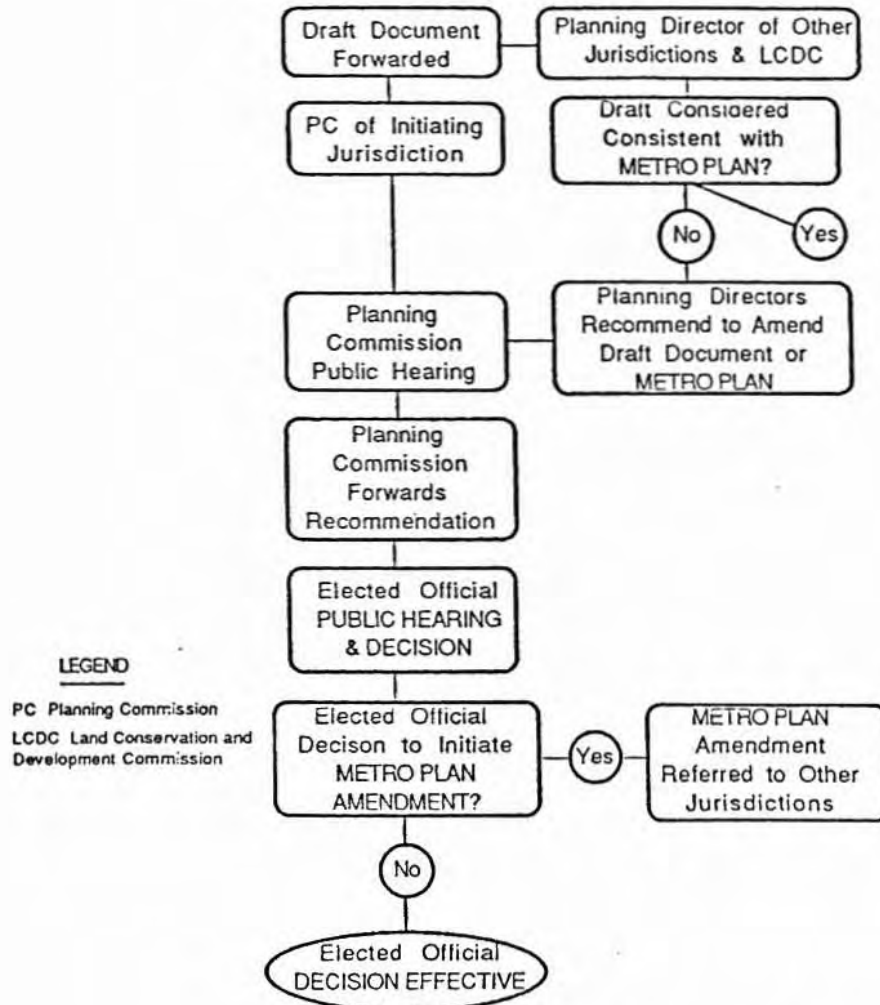 Draft Document
Forwarded
Planning Director of Other
Jurisdictions & LCDC
PC of Initiating
Jurisdiction
Draft Considered
Consistent with
METRO PLAN?
No
Yes
Planning
Commission
Public Hearing
Planning Directors
Recommend to Amend
Draft Document or
METRO PLAN
Planning
Commission
Forwards
Recommendation
Elected Official
PUBLIC HEARING
& DECISION
LEGEND
PC Planning Commission
LCDC Land Conservation and
Development Commission
Elected Official
Decison to Initiate
METRO PLAN
AMENDMENT?
Yes
METRO PLAN
Amendment
Referred to Other
Jurisdictions
No
Elected Official
DECISION EFFECTIVE